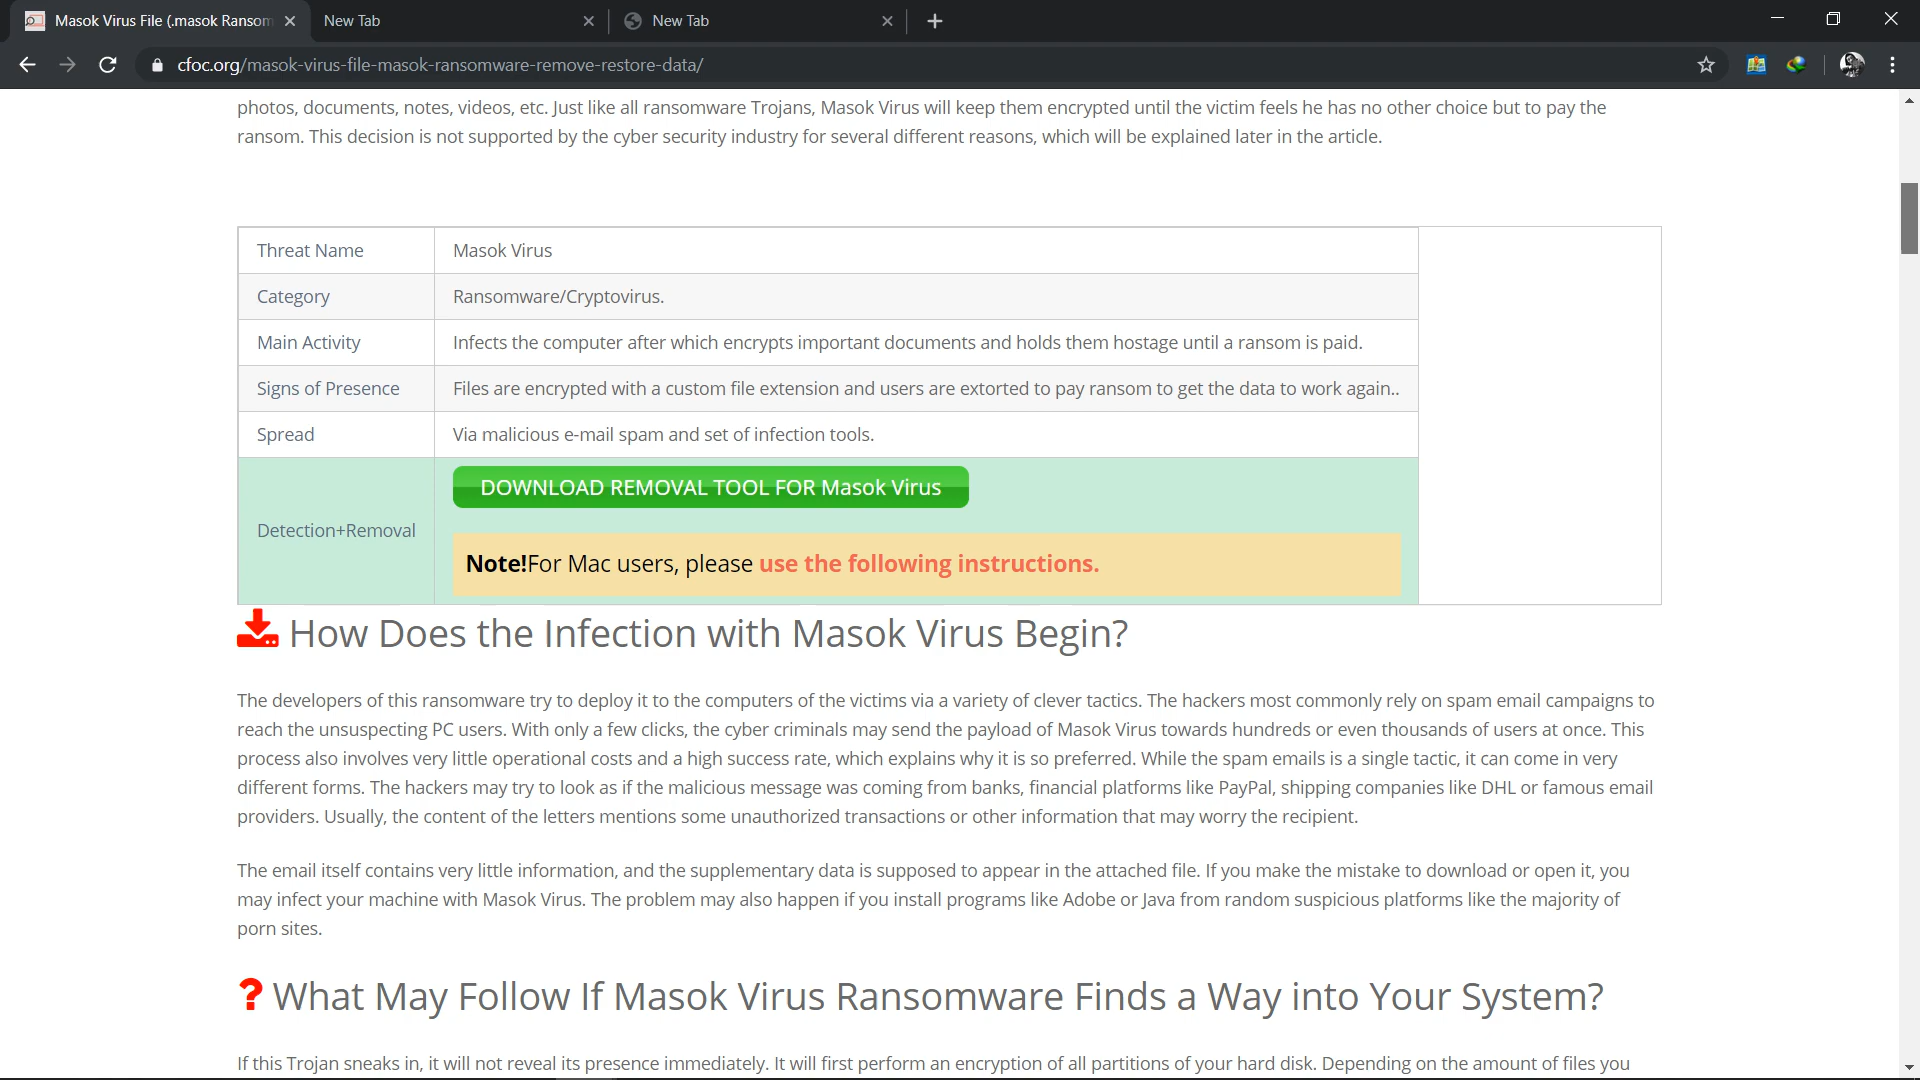 Masok Virus File (.masok Ransom
New Tab
New Tab
cfoc.org/masok-virus-file-masok-ransomware-remove-restore-data/
photos, documents, notes, videos, etc. Just like all ransomware Trojans, Masok Virus will keep them encrypted until the victim feels he has no other choice but to pay the
ransom. This decision is not supported by the cyber security industry for several different reasons, which will be explained later in the article.
Threat Name Masok Virus
Category Ransomware/Cryptovirus.
Main Activity Infects the computer after which encrypts important documents and holds them hostage until a ransom is paid.
Signs of Presence Files are encrypted with a custom file extension and users are extorted to pay ransom to get the data to work again..
Spread Via malicious e-mail spam and set of infection tools.
DOWNLOAD REMOVAL TOOL FOR Masok Virus
Detection+Removal
Note!For Mac users, please use the following instructions.
How Does the Infection with Masok Virus Begin?
The developers of this ransomware try to deploy it to the computers of the victims via a variety of clever tactics. The hackers most commonly rely on spam email campaigns to
reach the unsuspecting PC users. With only a few clicks, the cyber criminals may send the payload of Masok Virus towards hundreds or even thousands of users at once. This
process also involves very little operational costs and a high success rate, which explains why it is so preferred. While the spam emails is a single tactic, it can come in very
different forms. The hackers may try to look as if the malicious message was coming from banks, financial platforms like PayPal, shipping companies like DHL or famous email
providers. Usually, the content of the letters mentions some unauthorized transactions or other information that may worry the recipient.
The email itself contains very little information, and the supplementary data is supposed to appear in the attached file. If you make the mistake to download or open it, you
may infect your machine with Masok Virus. The problem may also happen if you install programs like Adobe or Java from random suspicious platforms like the majority of
porn sites.
? What May Follow If Masok Virus Ransomware Finds a Way into Your System?
If this Trojan sneaks in, it will not reveal its presence immediately. It will first perform an encryption of all partitions of your hard disk. Depending on the amount of files you